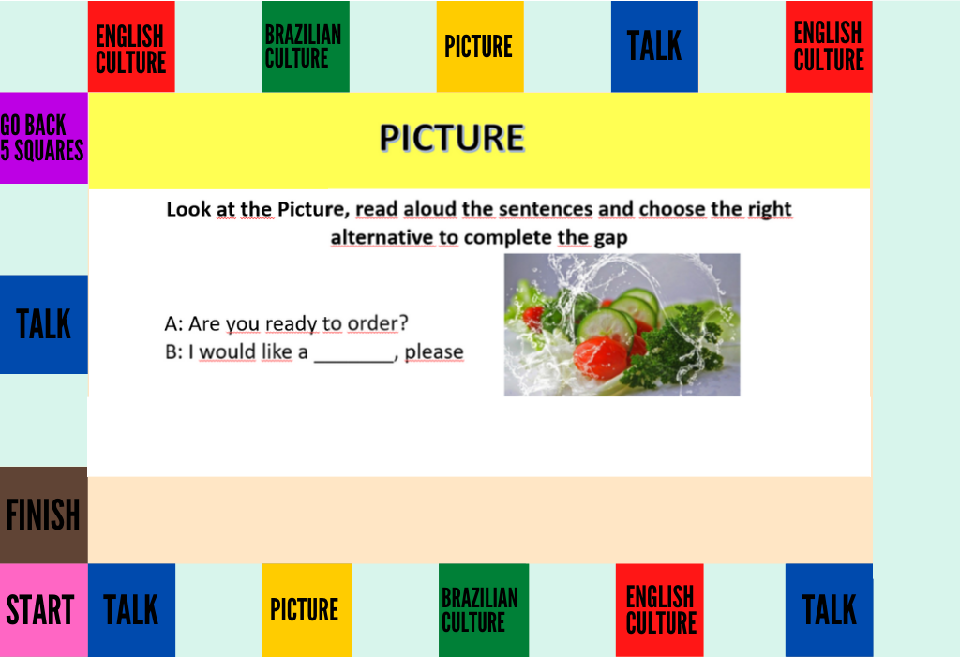 ENGLISH
CULTURE
BRAZILIAN
CULTURE
PICTURE
TALK
ENGLISH
CULTURE
GO BACK
5 SQUARES
PICTURE
Look at the Picture, read aloud the sentences and choose the right
alternative to complete the gap
A: Are you ready to order?
B: I would like a ________, please
TALK
FINISH
START
TALK
PICTURE
BRAZILIAN
CULTURE
ENGLISH
CULTURE
TALK